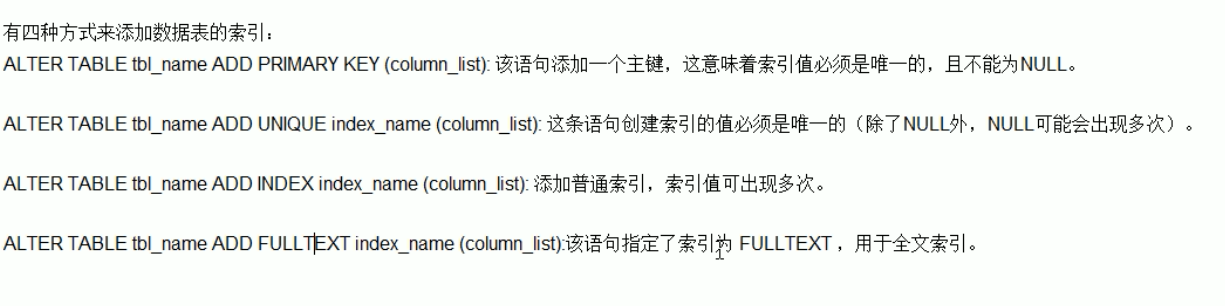 有四种方式来添加数据表的索引：
ALTER TABLE tbl_name ADD PRIMARY KEY (column_list): 该语句添加一个主键，这意味着索引值必须是唯一的，且不能为NULL。
ALTER TABLE tbl_name ADD UNIQUE index_name (column_list): 这条语句创建索引的值必须是唯一的（除了NULL外，NULL可能会出现多次）。
ALTER TABLE tbl_name ADD INDEX index_name (column_list): 添加普通索引，索引值可出现多次。
ALTER TABLE tbl_name ADD FULLTEXT index_name (column_list):该语句指定了索引为 FULLTEXT ，用于全文索引。